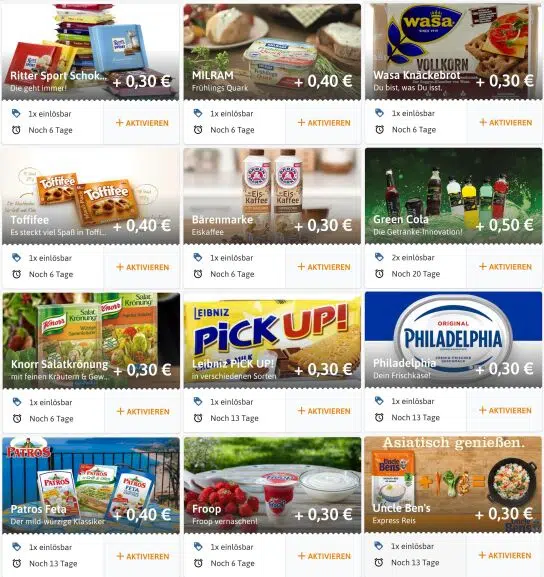 Ritter Sport Schok...
+ 0,30 €
Die geht immer!
1x einlösbar
Noch 6 Tage
+ AKTIVIEREN
MILRAM
+ 0,40 €
Frühlings Quark
1x einlösbar
Noch 6 Tage
+ AKTIVIEREN
Wasa
SINCE 1919
VOLLKORN
Wasa Knäckebrot
+ 0,30 €
Du bist, was Du isst.
1x einlösbar
Noch 6 Tage
+ AKTIVIEREN
Toffifee
Toffifee
+ 0,40 €
Es steckt viel Spaß in Toffi...
1x einlösbar
Noch 6 Tage
+ AKTIVIEREN
Eis-
Kaffee
Eis-
Kaffee
Bärenmarke
+ 0,30 €
Eiskaffee
1x einlösbar
Noch 6 Tage
+ AKTIVIEREN
Green Cola
+ 0,50 €
Die Getränke-Innovation!
2x einlösbar
Noch 20 Tage
+ AKTIVIEREN
Knorr
Salat
Krönung
Knorr
Salat
Krönung
Knorr Salatkrönung
+ 0,30 €
mit feinen Kräutern & Gew...
1x einlösbar
Noch 6 Tage
+ AKTIVIEREN
LEIBNIZ
PiCK UP!
Leibniz PICK UP!
+ 0,30 €
in verschiedenen Sorten
1x einlösbar
Noch 13 Tage
+ AKTIVIEREN
ORIGINAL
PHILADELPHIA
Philadelphia
+ 0,30 €
Dein Frischkäse!
1x einlösbar
Noch 13 Tage
+ AKTIVIEREN
PATROS
PATROS
PATROS
PATROS
FETA
Patros Feta
+ 0,40 €
Der mild-würzige Klassiker
1x einlösbar
Noch 13 Tage
+ AKTIVIEREN
Froop
+ 0,30 €
Froop vernaschen!
1x einlösbar
Noch 13 Tage
+ AKTIVIEREN
Asiatisch genießen.
Uncle Ben's
+ 0,30 €
Express Reis
1x einlösbar
Noch 13 Tage
+ AKTIVIEREN